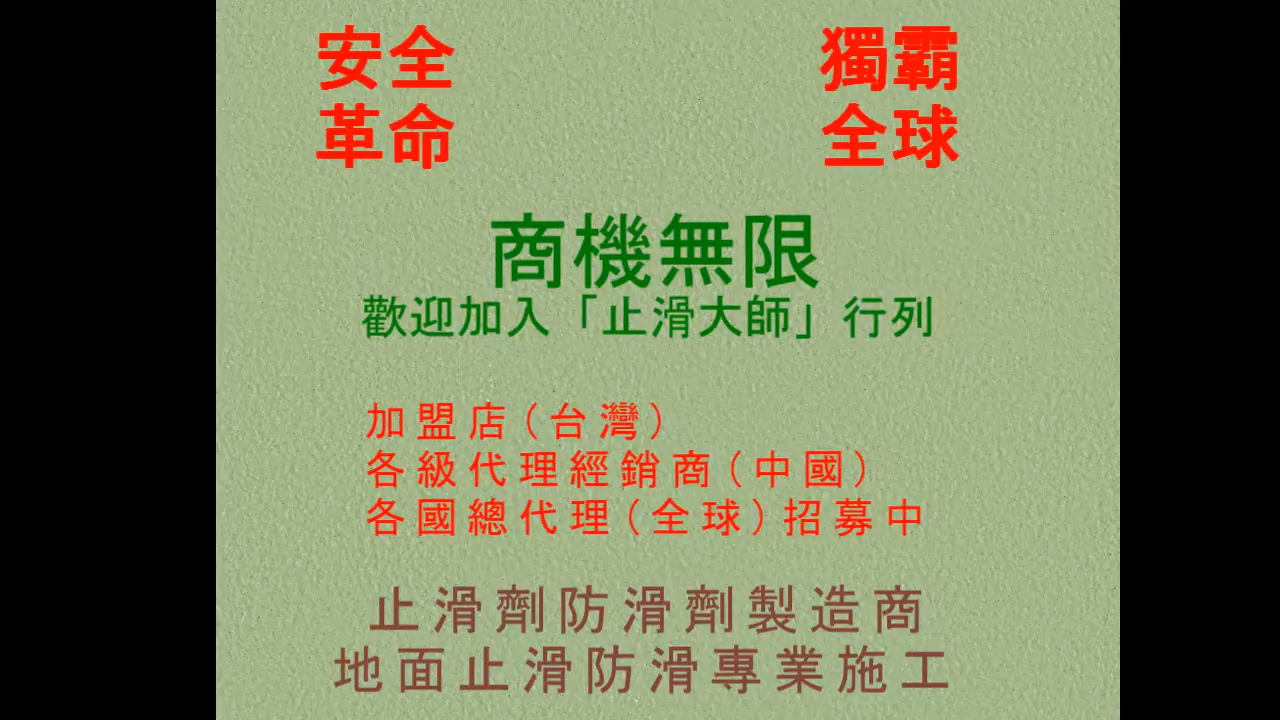 安全 獨霸
革命 全球
商機無限
歡迎加入「止滑大師」行列
加盟店(台灣)
各級代理經銷商(中國)
各國總代理(全球)招募中
止滑劑防滑劑製造商
地面止滑防滑專業施工